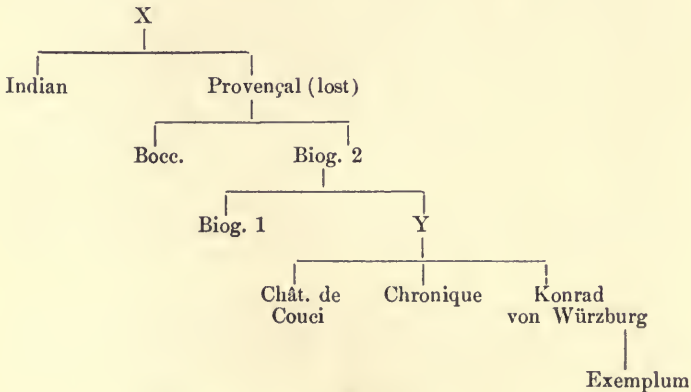 X
Indian Provençal (lost)
Bocc. Biog. 2
Biog. 1 Y
Chât. de Chronique Konrad
Couci von Würzburg
Exemplum